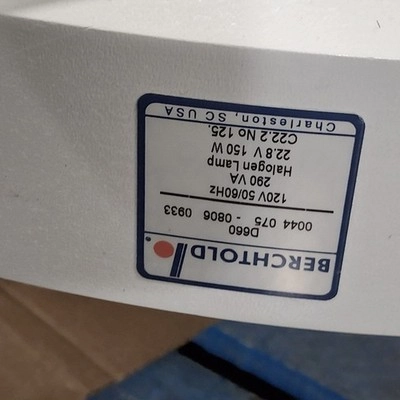 BERCHTOLD
D660
0044 075 - 0806 0933
120V 50/60Hz
290 VA
Halogen Lamp
22.8 V 150 W
C22.2 No 125.
Charleston, SC USA